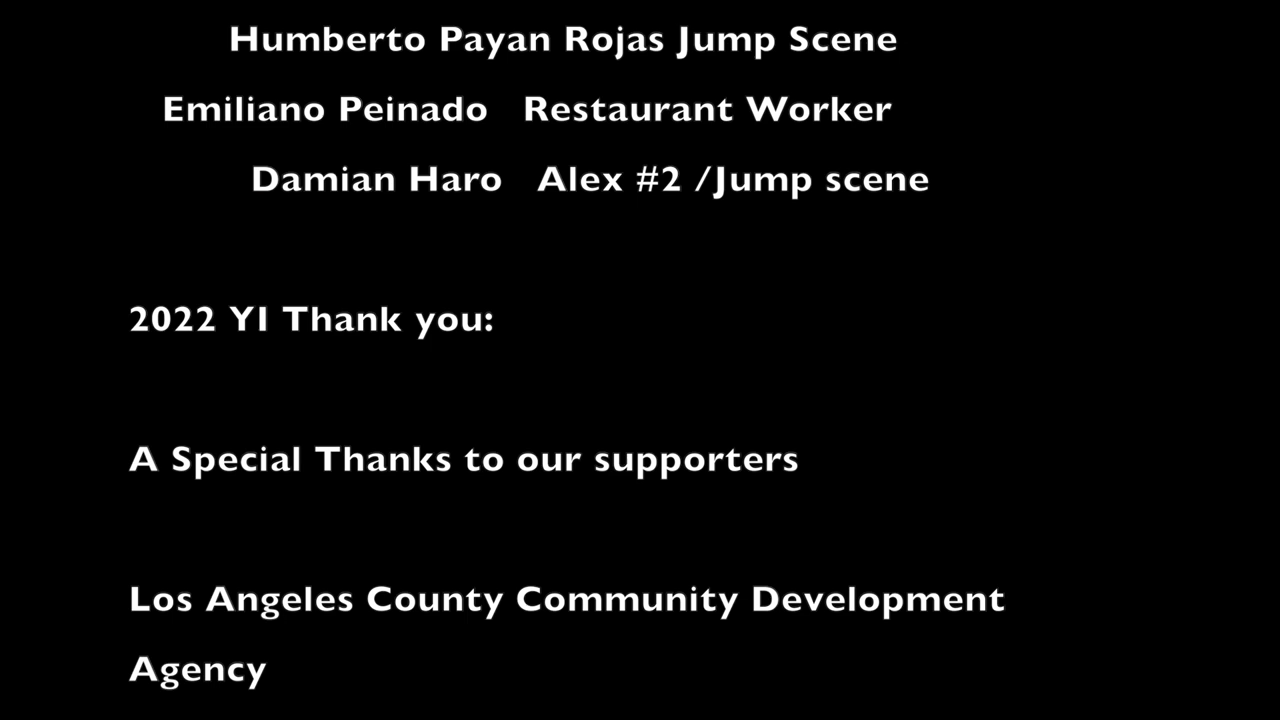 Humberto Payan Rojas Jump Scene
Emiliano Peinado Restaurant Worker
Damian Haro Alex #2 /Jump scene
2022 YI Thank you:
A Special Thanks to our supporters
Los Angeles County Community Development
Agency